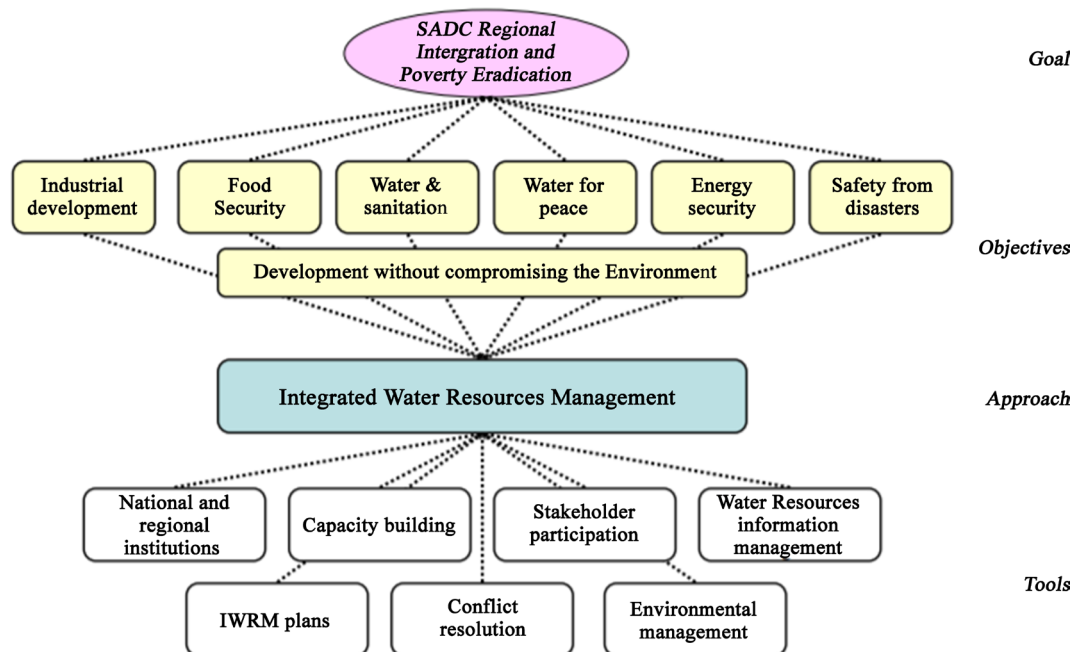 SADC Regional
Intergration and
Poverty Eradication
Goal
Industrial
development
Food
Security
Water &
sanitation
Water for
peace
Energy
security
Safety from
disasters
Objectives
Development without compromising the Environment
Integrated Water Resources Management
Approach
National and
regional
institutions
Capacity building
Stakeholder
participation
Water Resources
information
management
Tools
IWRM plans
Conflict
resolution
Environmental
management